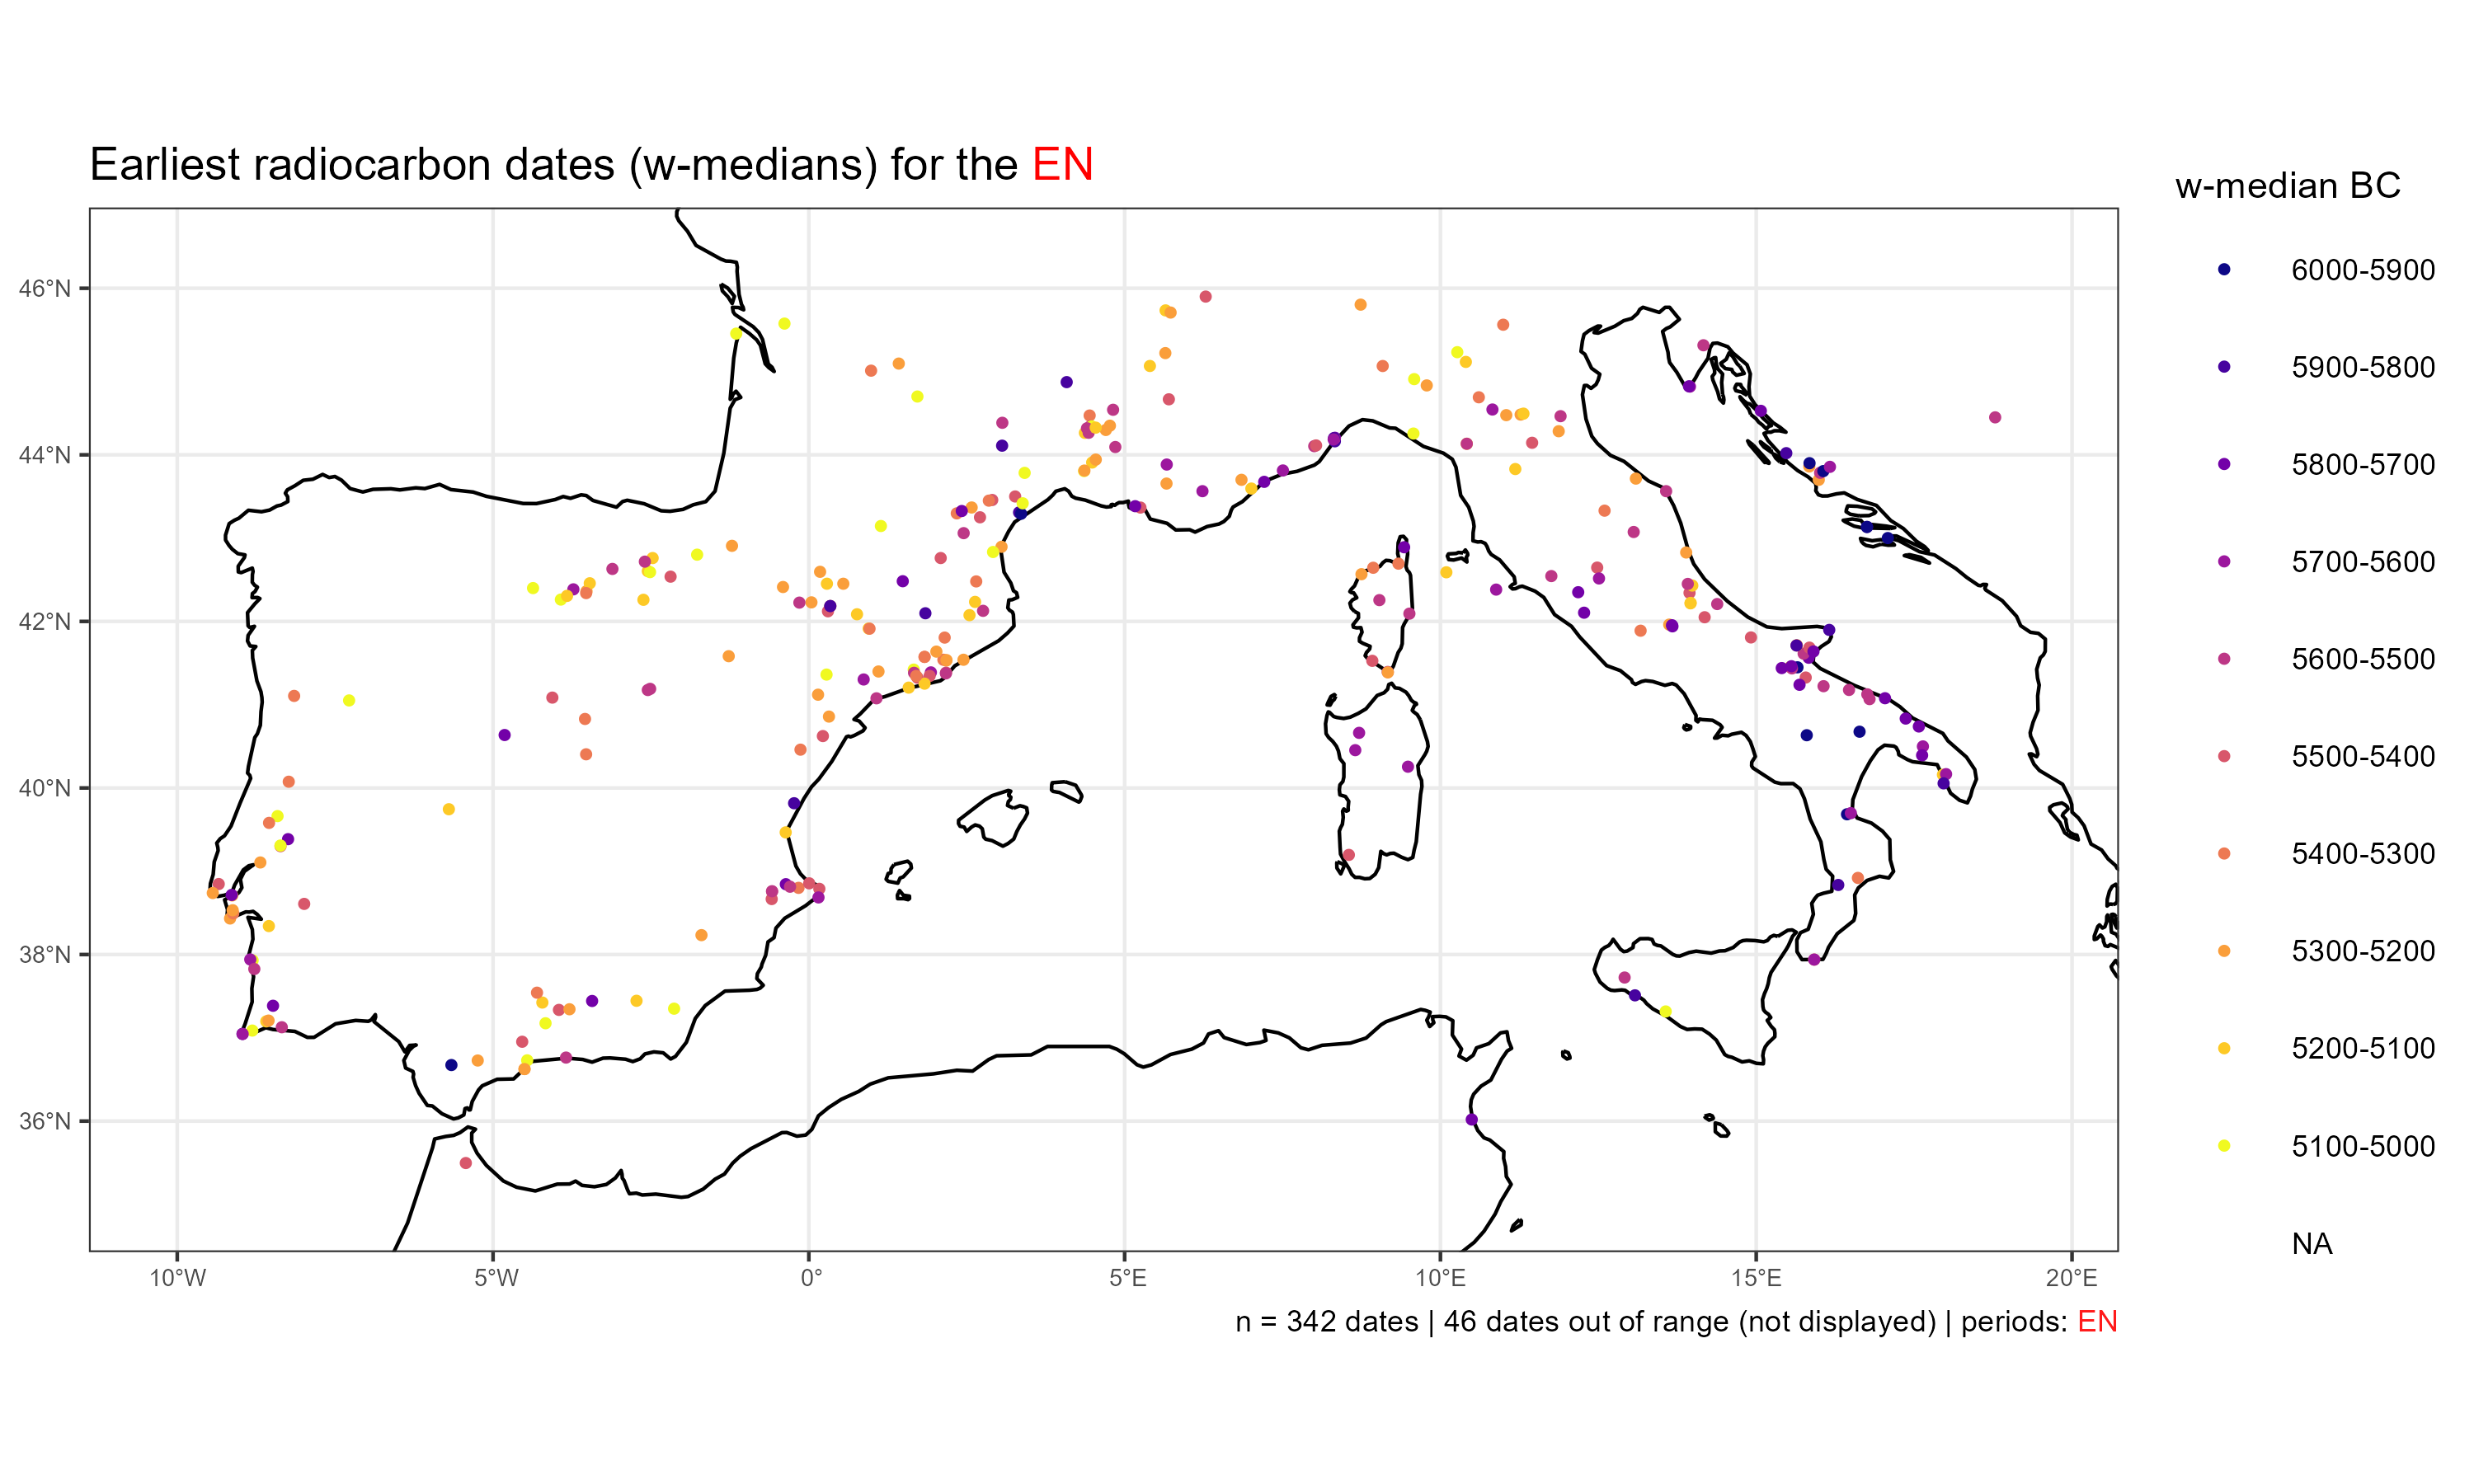 Earliest radiocarbon dates (w-medians) for the EN
w-median BC
6000-5900
5900-5800
5800-5700
5700-5600
5600-5500
5500-5400
5400-5300
5300-5200
5200-5100
5100-5000
NA
46°N
44°N
42°N
40°N
38°N
36°N
10°W
5°W
0°
5°E
10°E
15°E
20°E
n = 342 dates | 46 dates out of range (not displayed) | periods: EN